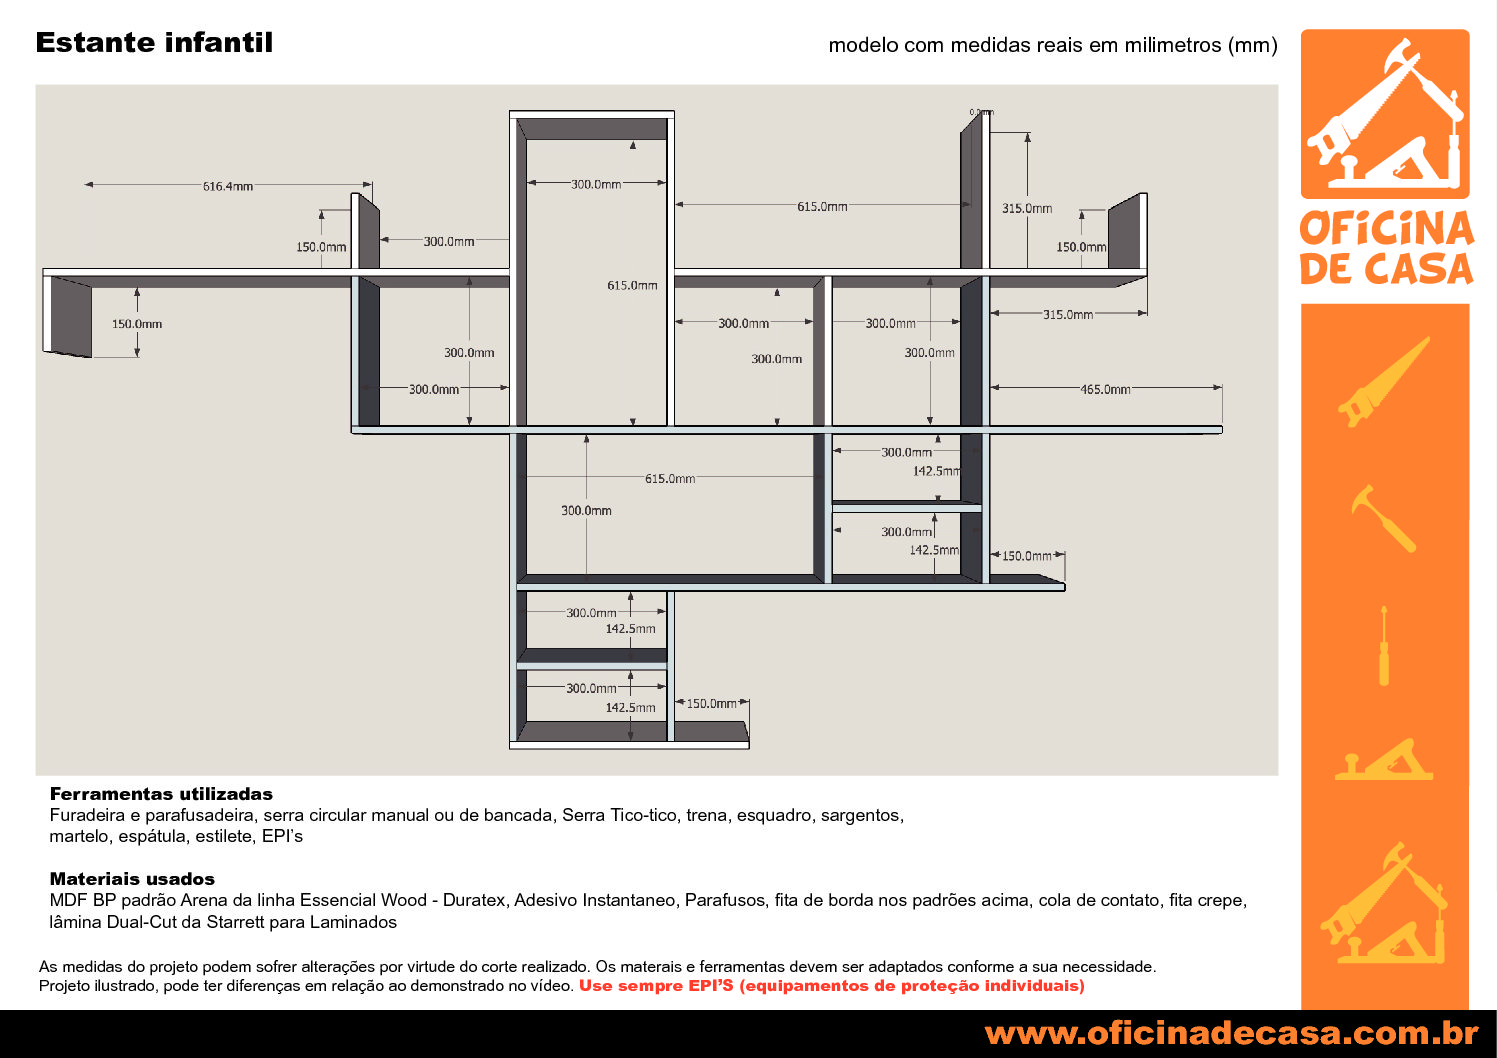 Estante infantil
modelo com medidas reais em milimetros (mm)
OFiCiNA
DE CASA
0.0mm
616.4mm
300.0mm
615.0mm
315.0mm
150.0mm
300.0mm
150.0mm
615.0mm
315.0mm
150.0mm
300.0mm
300.0mm
300.0mm
300.0mm
300.0mm
300.0mm
465.0mm
300.0mm
142.5mm
615.0mm
300.0mm
300.0mm
142.5mm
150.0mm
300.0mm
142.5mm
300.0mm
142.5mm
150.0mm
Ferramentas utilizadas
Furadeira e parafusadeira, serra circular manual ou de bancada, Serra Tico-tico, trena, esquadro, sargentos,
martelo, espátula, estilete, EPI’s
Materiais usados
MDF BP padrão Arena da linha Essencial Wood - Duratex, Adesivo Instantaneo, Parafusos, fita de borda nos padrões acima, cola de contato, fita crepe,
lâmina Dual-Cut da Starrett para Laminados
As medidas do projeto podem sofrer alterações por virtude do corte realizado. Os materais e ferramentas devem ser adaptados conforme a sua necessidade.
Projeto ilustrado, pode ter diferenças em relação ao demonstrado no vídeo. Use sempre EPI’S (equipamentos de proteção individuais)
www.oficinadecasa.com.br